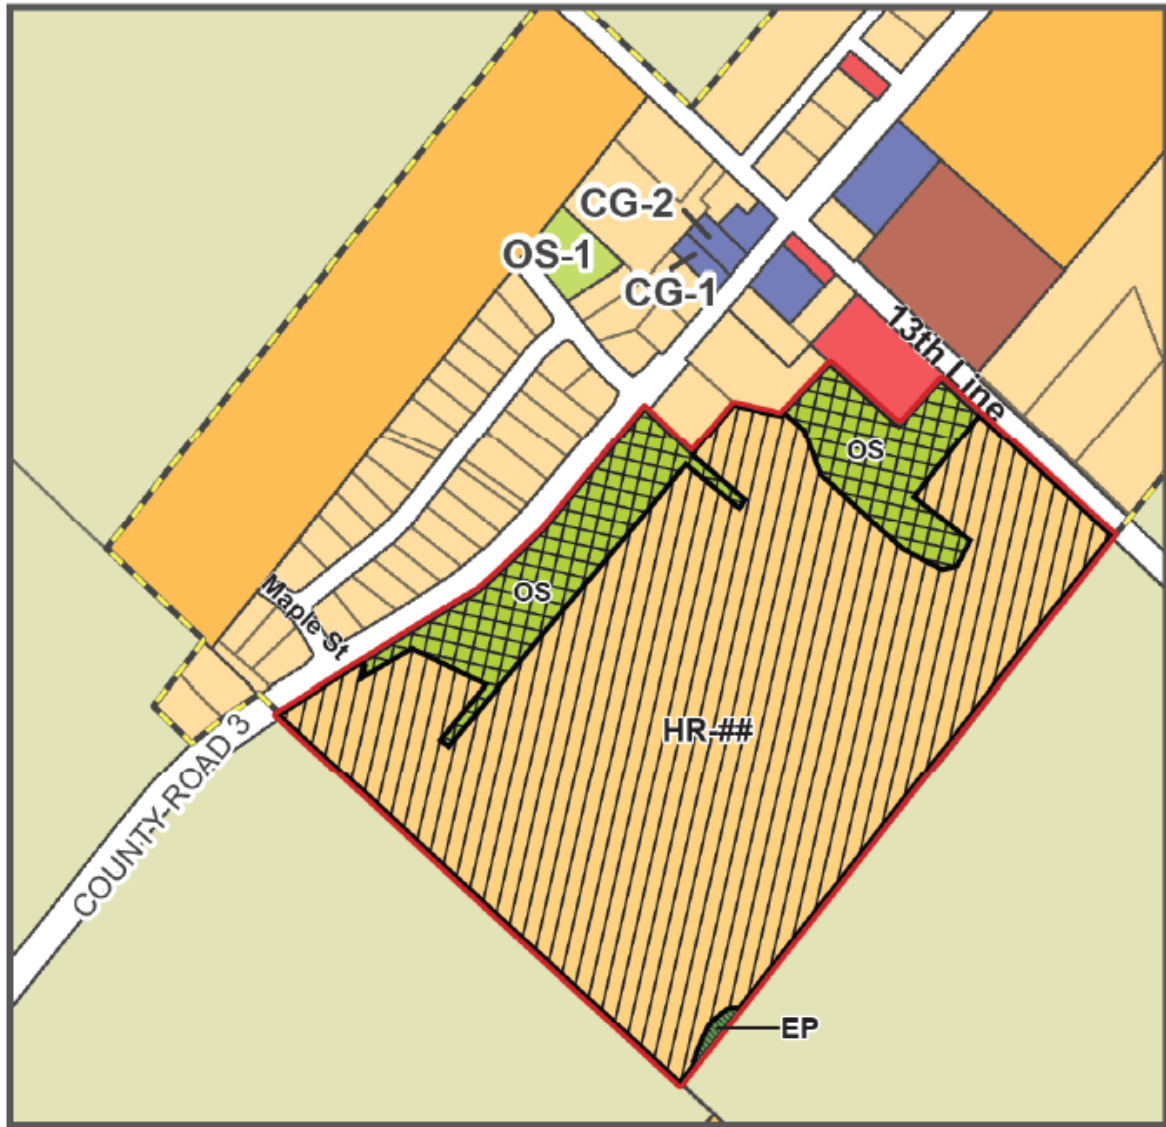 CG-2
OS-1
CG-1
13th Line
OS
OS
Maple St
HR-##
COUNTY ROAD 3
EP